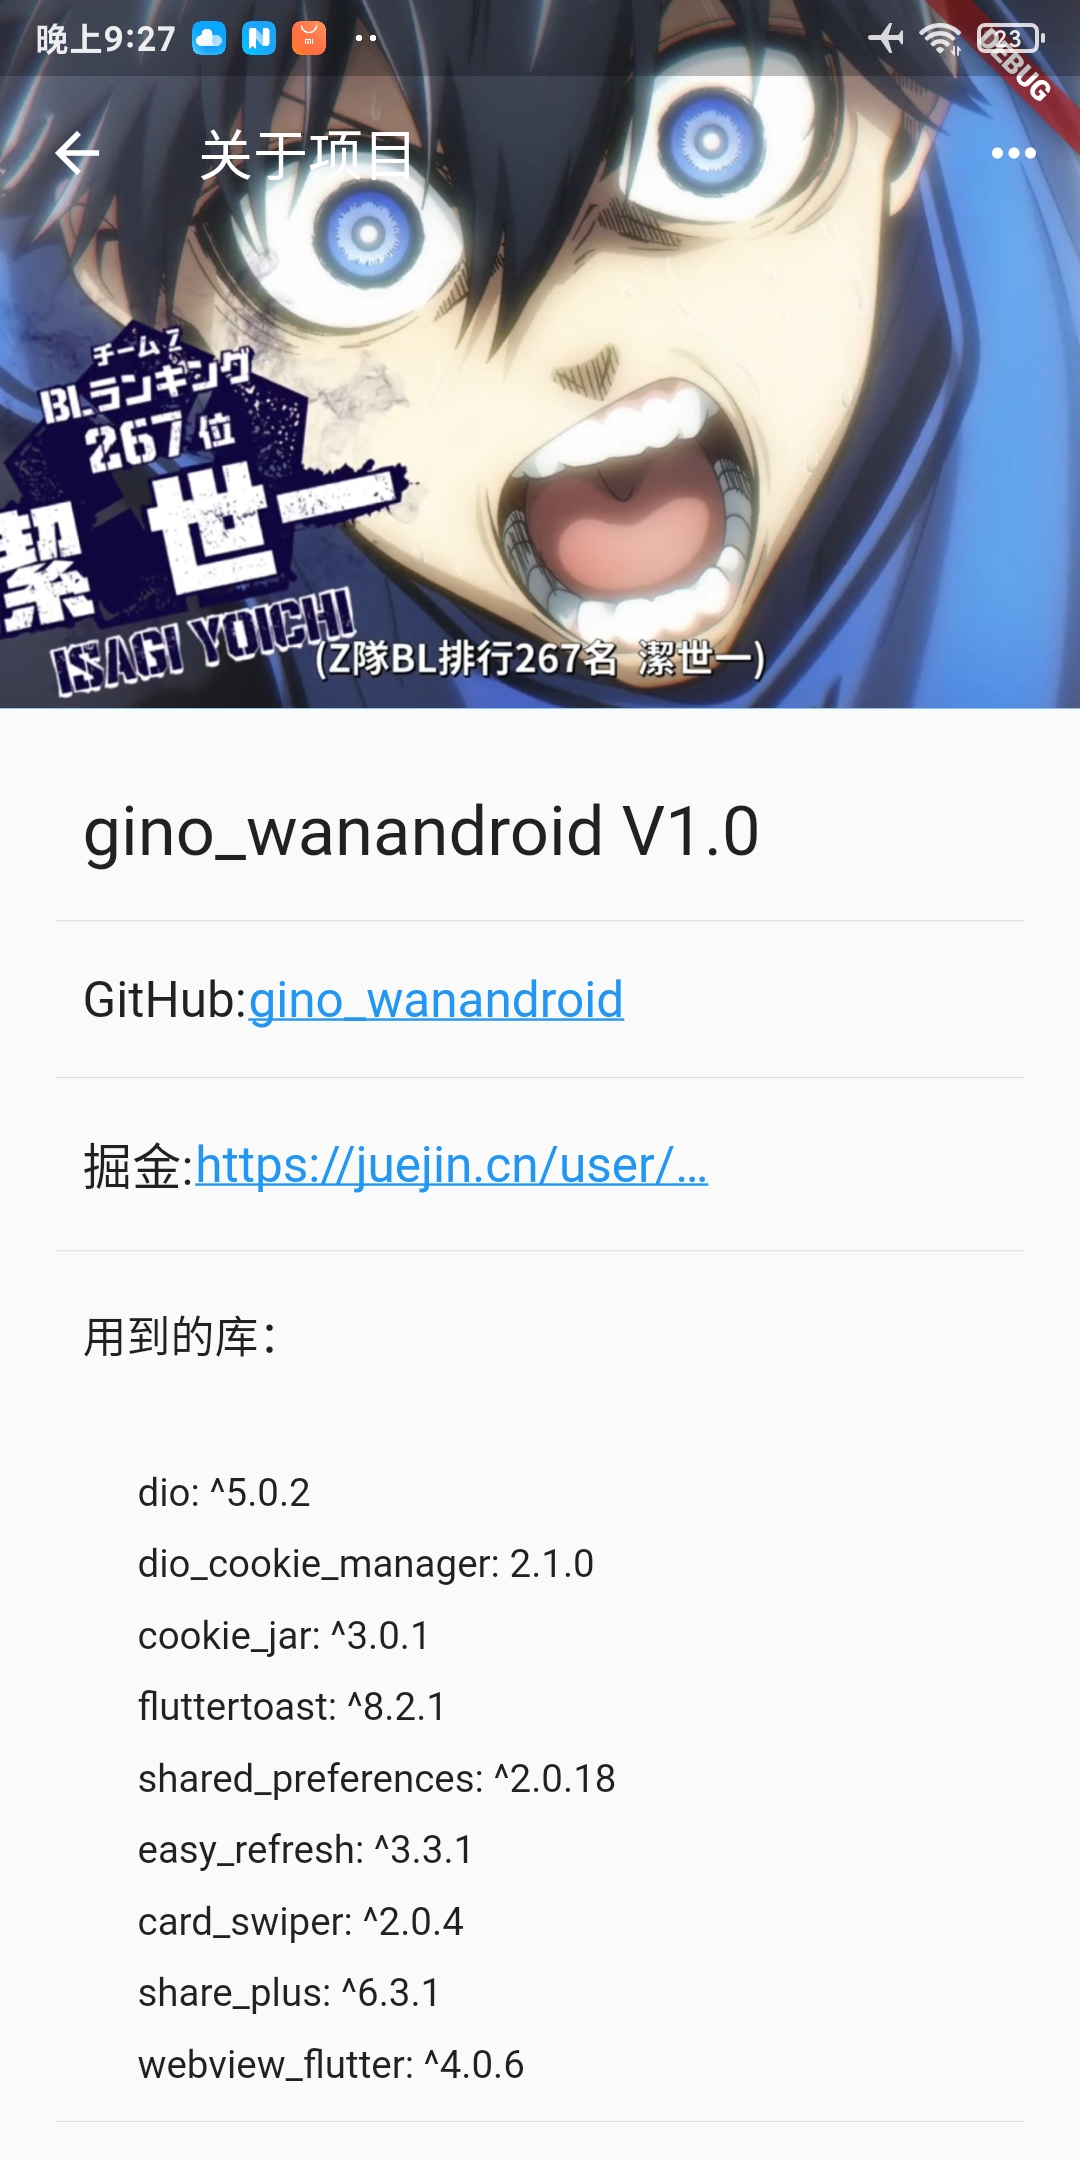 晚上9:27
23
DEBUG
关于项目
チームZ
BLランキング
267位
潔 世一
ISAGI YOICHI
(Z隊BL排行267名 潔世一)
gino_wanandroid V1.0
GitHub:gino_wanandroid
掘金:https://juejin.cn/user/...
用到的库：
dio: ^5.0.2
dio_cookie_manager: 2.1.0
cookie_jar: ^3.0.1
fluttertoast: ^8.2.1
shared_preferences: ^2.0.18
easy_refresh: ^3.3.1
card_swiper: ^2.0.4
share_plus: ^6.3.1
webview_flutter: ^4.0.6